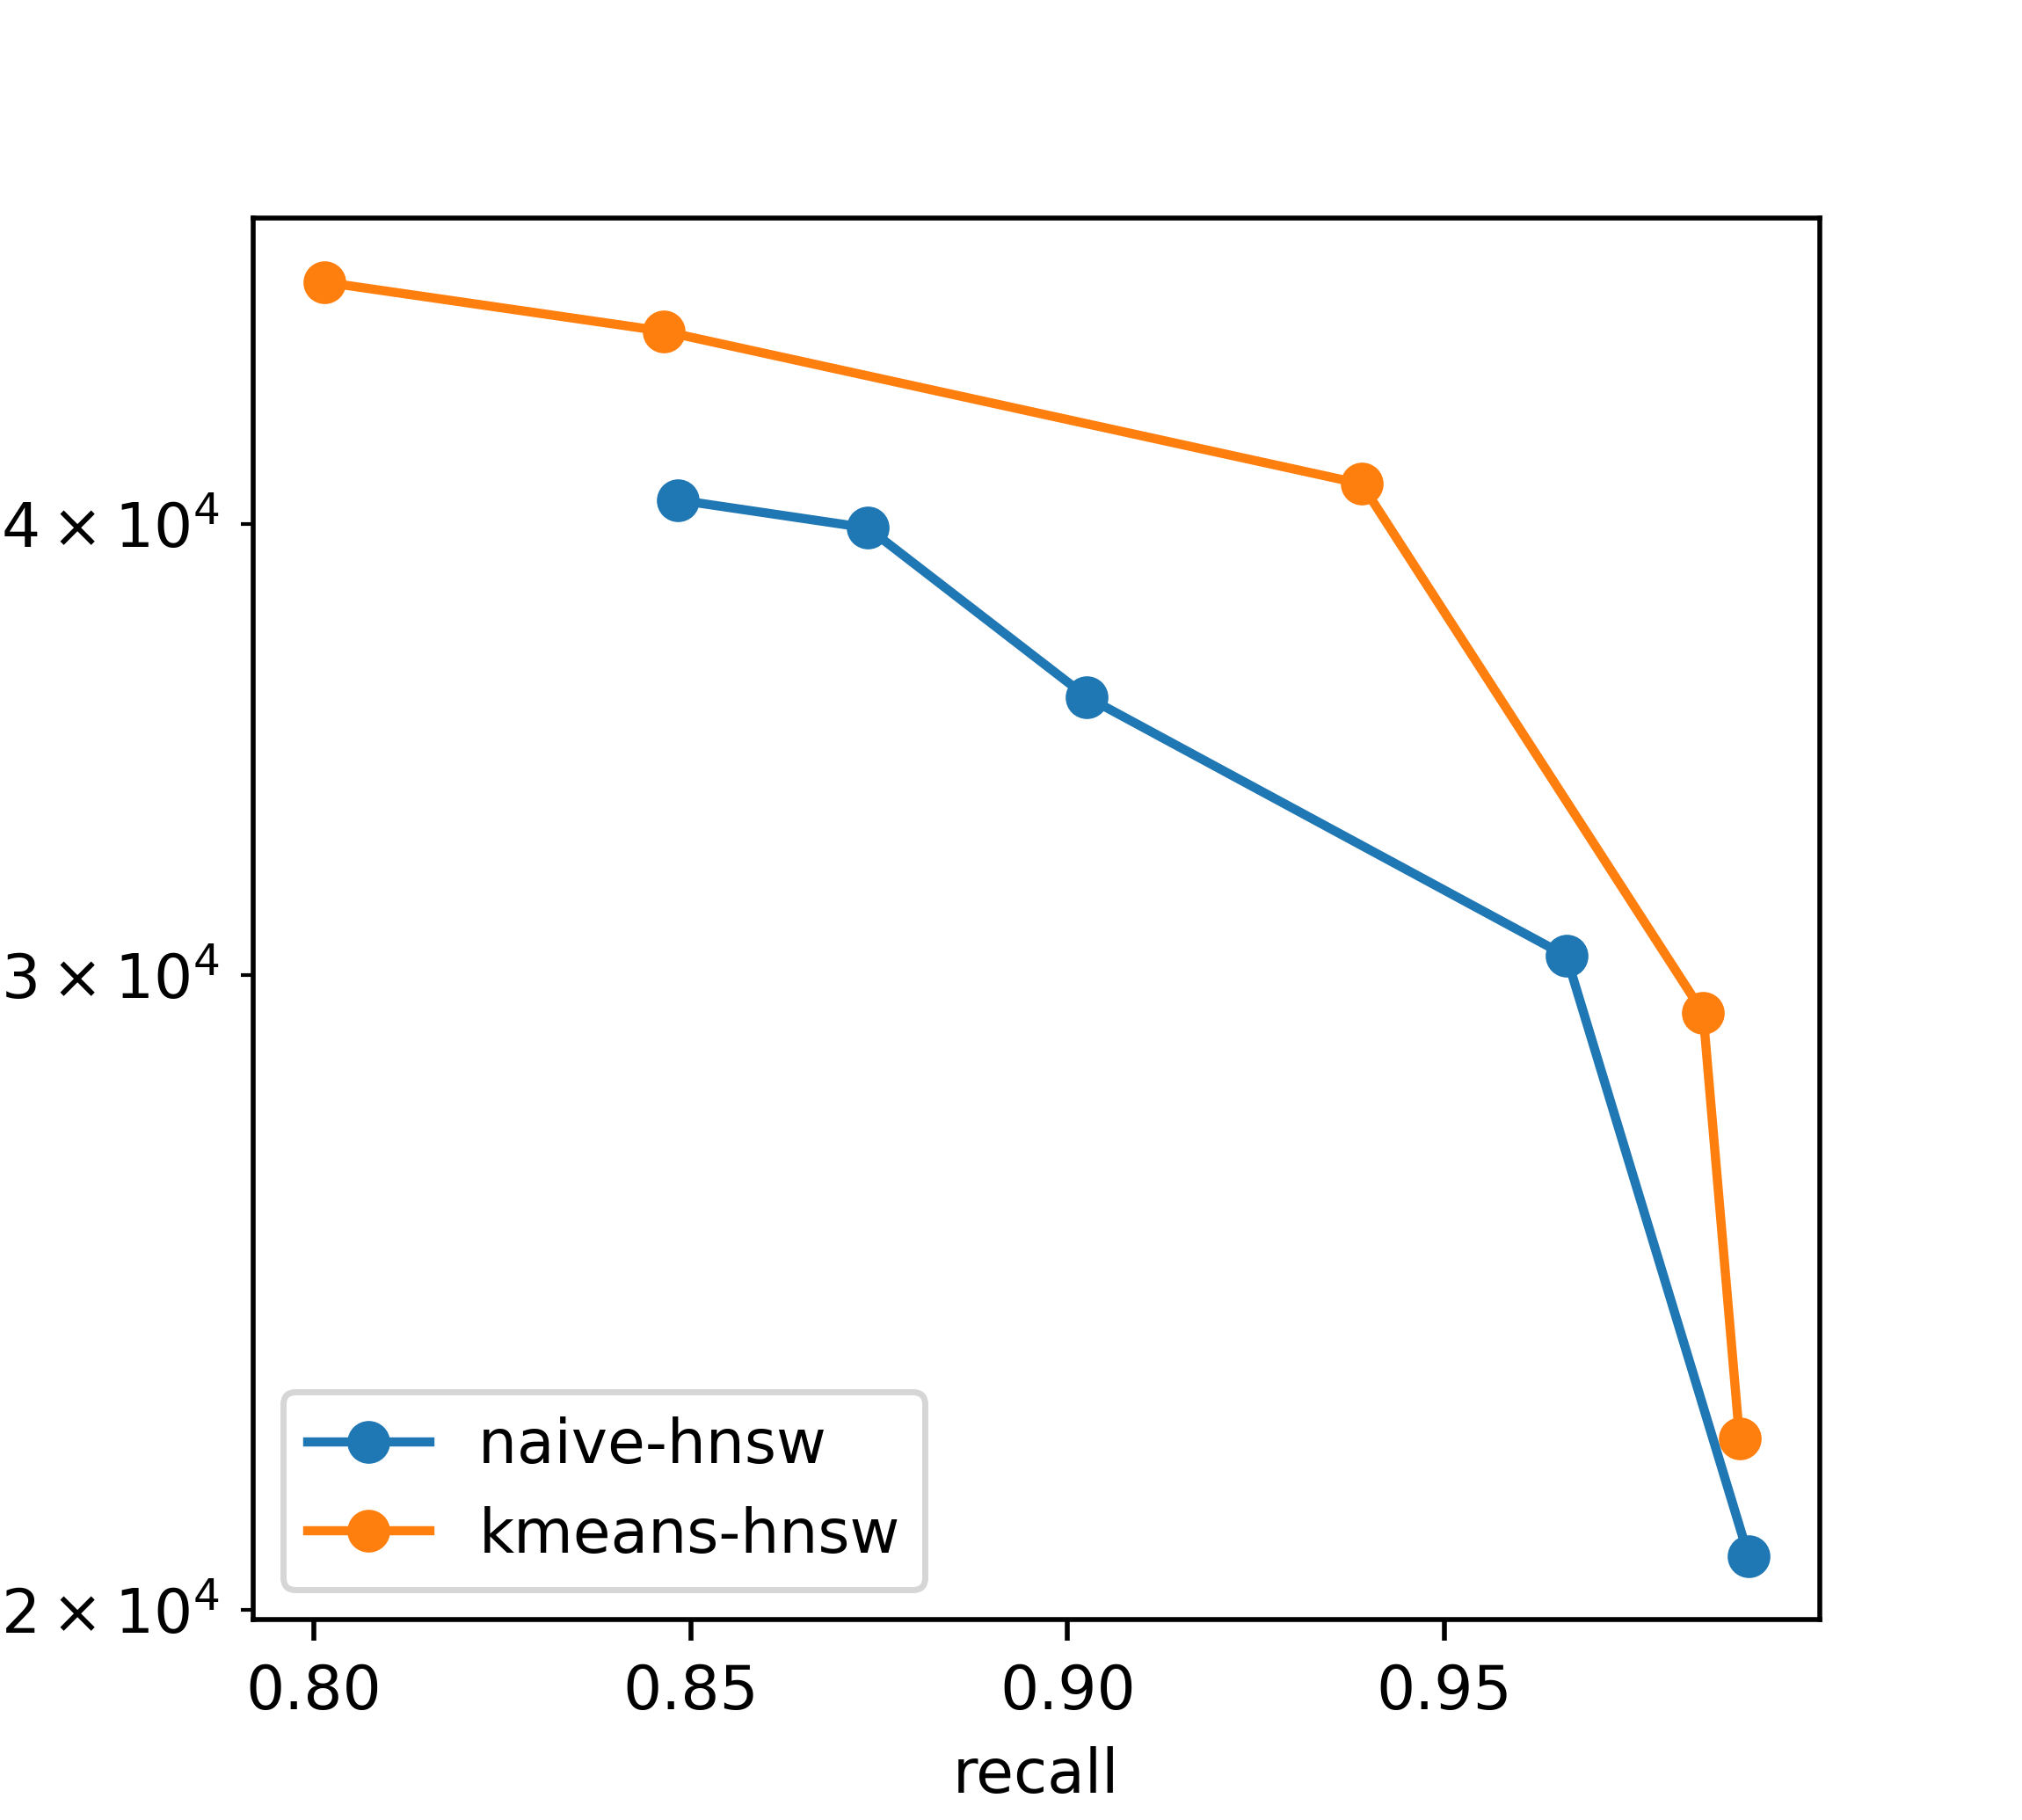 4 × 10⁴
3 × 10⁴
2 × 10⁴
naive-hnsw
kmeans-hnsw
0.80 0.85 0.90 0.95
recall